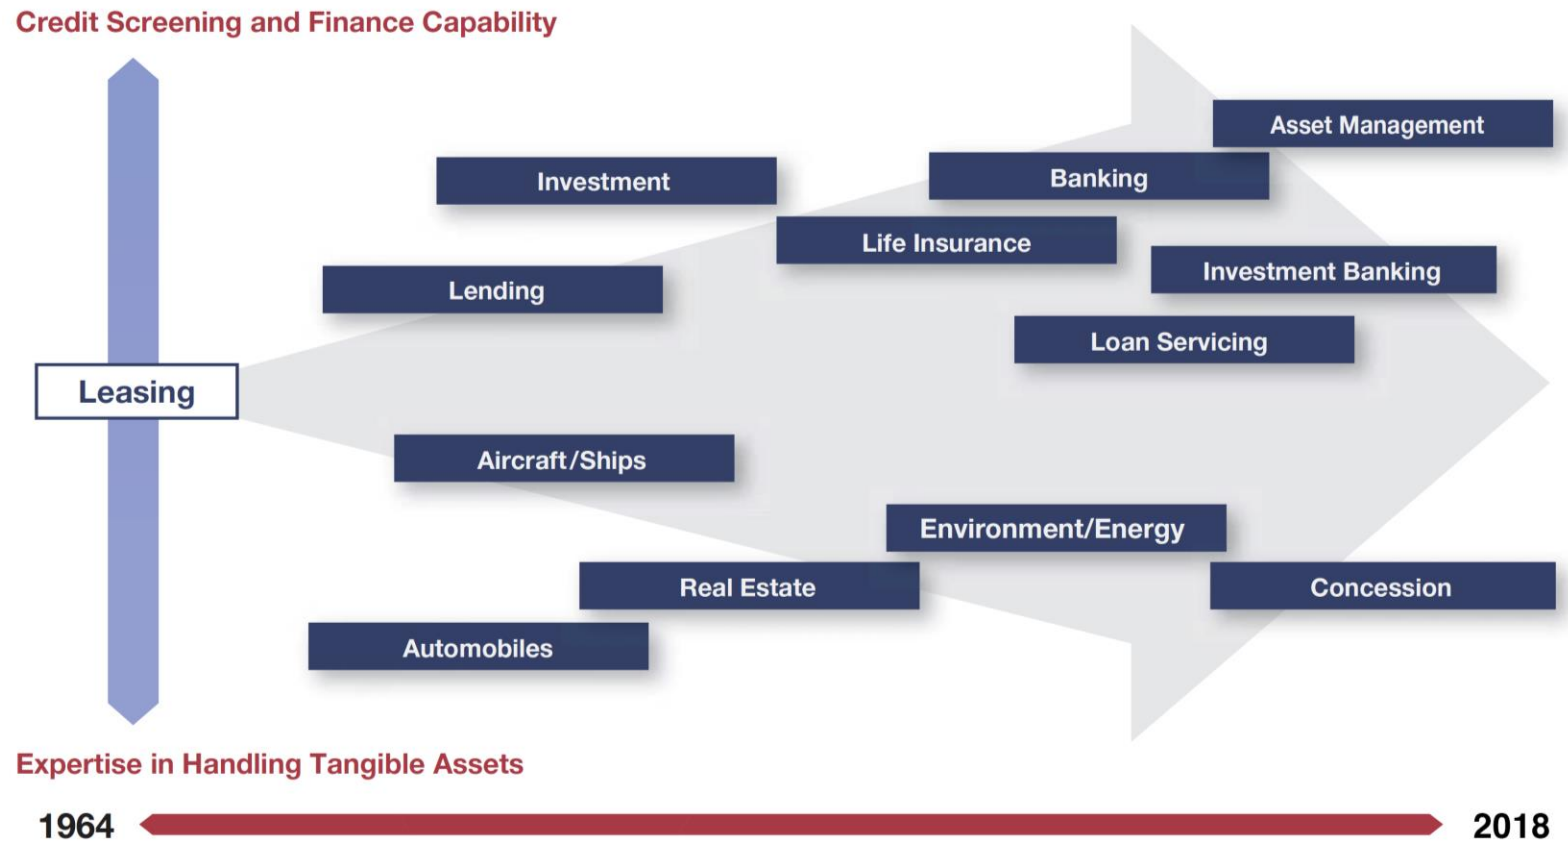 Credit Screening and Finance Capability
Asset Management
Investment
Banking
Life Insurance
Investment Banking
Lending
Loan Servicing
Leasing
Aircraft/Ships
Environment/Energy
Real Estate
Concession
Automobiles
Expertise in Handling Tangible Assets
1964
2018